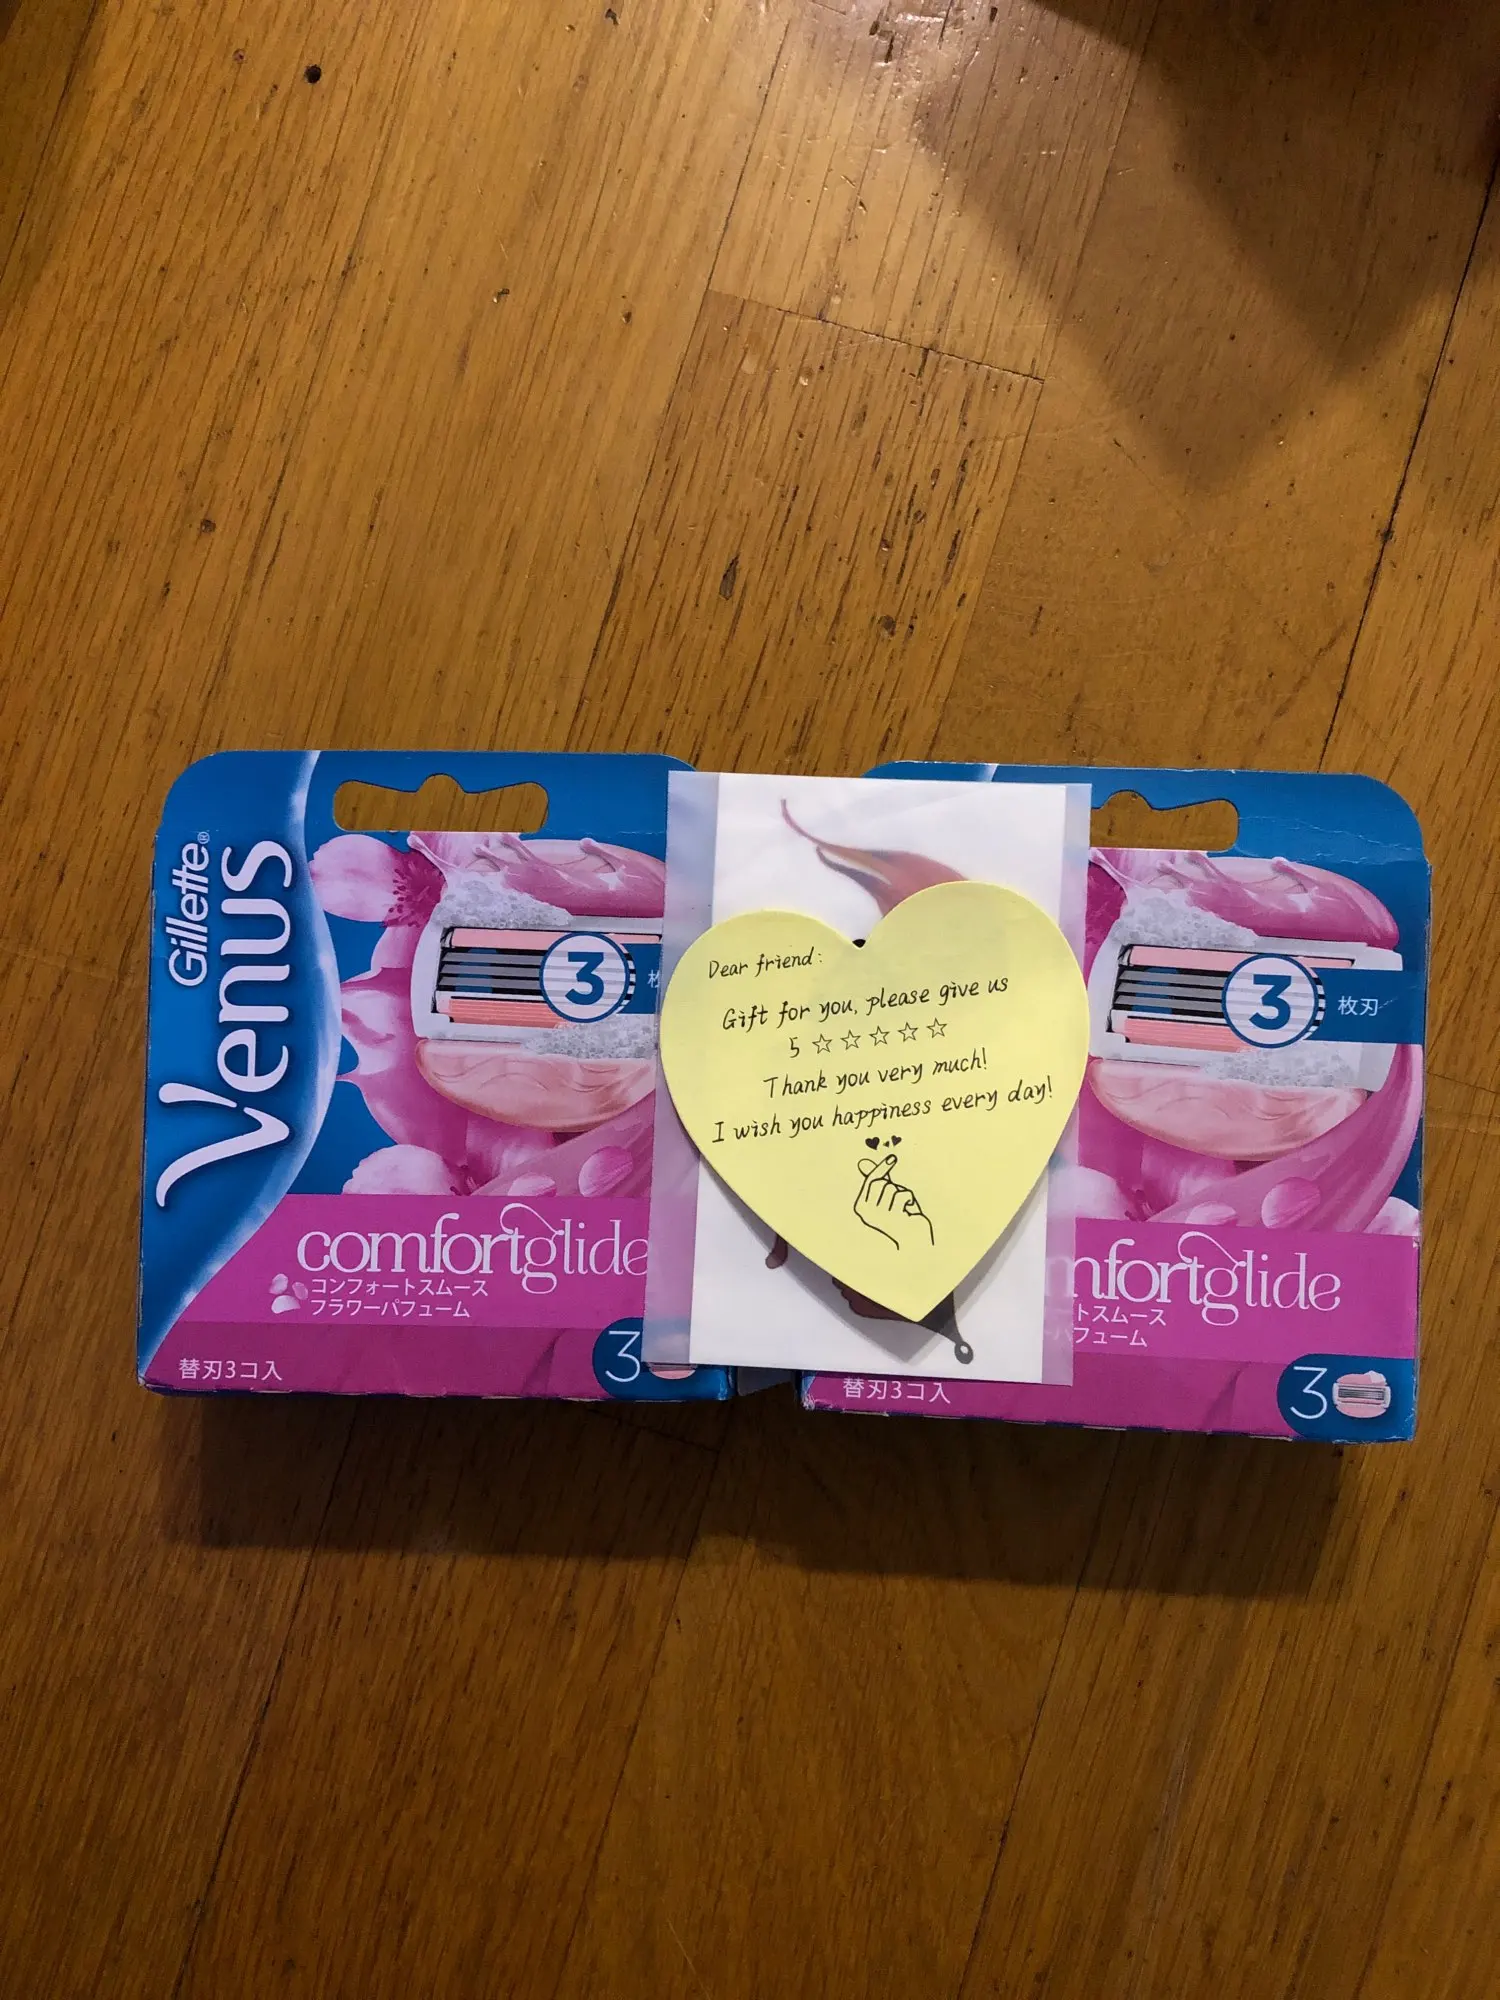 Gillette®
Venus
3
枚
comfortglide
コンフォートスムース
フラワーパフューム
替刃3コ入
3
Dear friend:
Gift for you, please give us
5 ☆☆☆☆☆
Thank you very much!
I wish you happiness every day!
3
枚刃
mfortglide
トスムース
パフューム
替刃3コ入
3